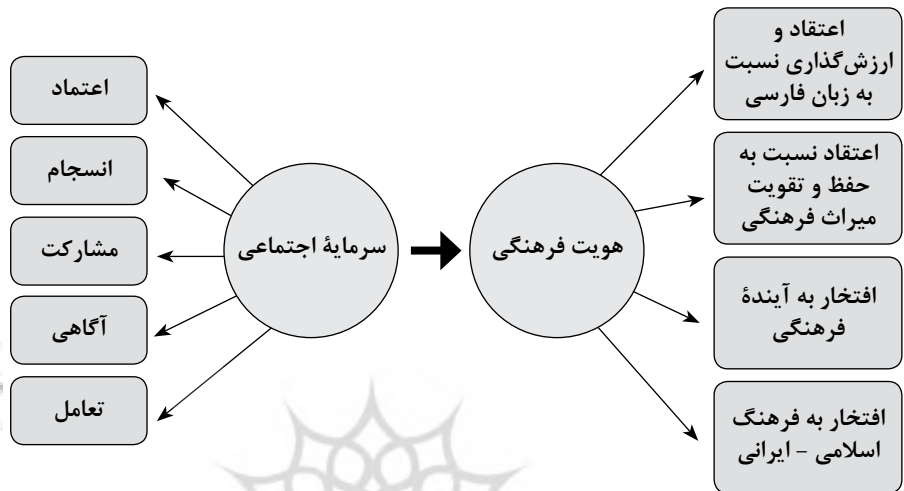 اعتقاد و
ارزش‌گذاری نسبت
به زبان فارسی
اعتقاد نسبت به
حفظ و تقویت
میراث فرهنگی
افتخار به آیندهٔ
فرهنگی
افتخار به فرهنگ
اسلامی – ایرانی
هویت فرهنگی
سرمایهٔ اجتماعی
اعتماد
انسجام
مشارکت
آگاهی
تعامل